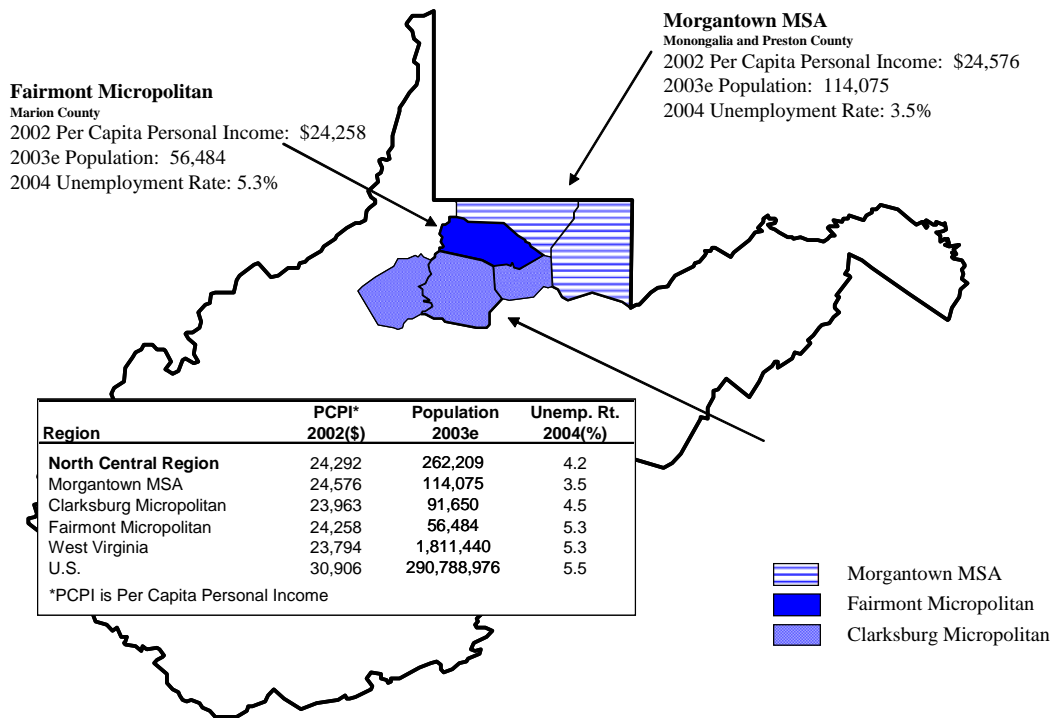 Morgantown MSA
Monongalia and Preston County
2002 Per Capita Personal Income: $24,576
2003e Population: 114,075
2004 Unemployment Rate: 3.5%
Fairmont Micropolitan
Marion County
2002 Per Capita Personal Income: $24,258
2003e Population: 56,484
2004 Unemployment Rate: 5.3%
PCPI* Population Unemp. Rt.
Region 2002($) 2003e 2004(%)
North Central Region 24,292 262,209 4.2
Morgantown MSA 24,576 114,075 3.5
Clarksburg Micropolitan 23,963 91,650 4.5
Fairmont Micropolitan 24,258 56,484 5.3
West Virginia 23,794 1,811,440 5.3
U.S. 30,906 290,788,976 5.5
*PCPI is Per Capita Personal Income
Morgantown MSA
Fairmont Micropolitan
Clarksburg Micropolitan